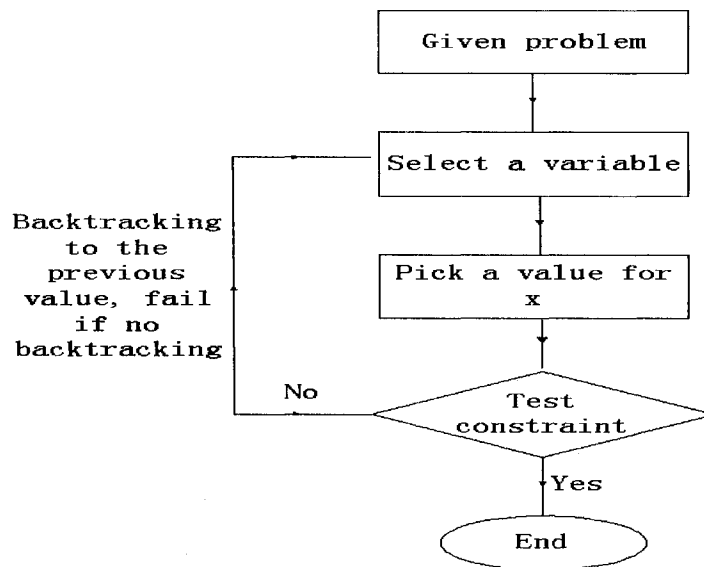 Given problem
Select a variable
Backtracking
to the
previous
value, fail
if no
backtracking
Pick a value for
x
No
Test
constraint
Yes
End